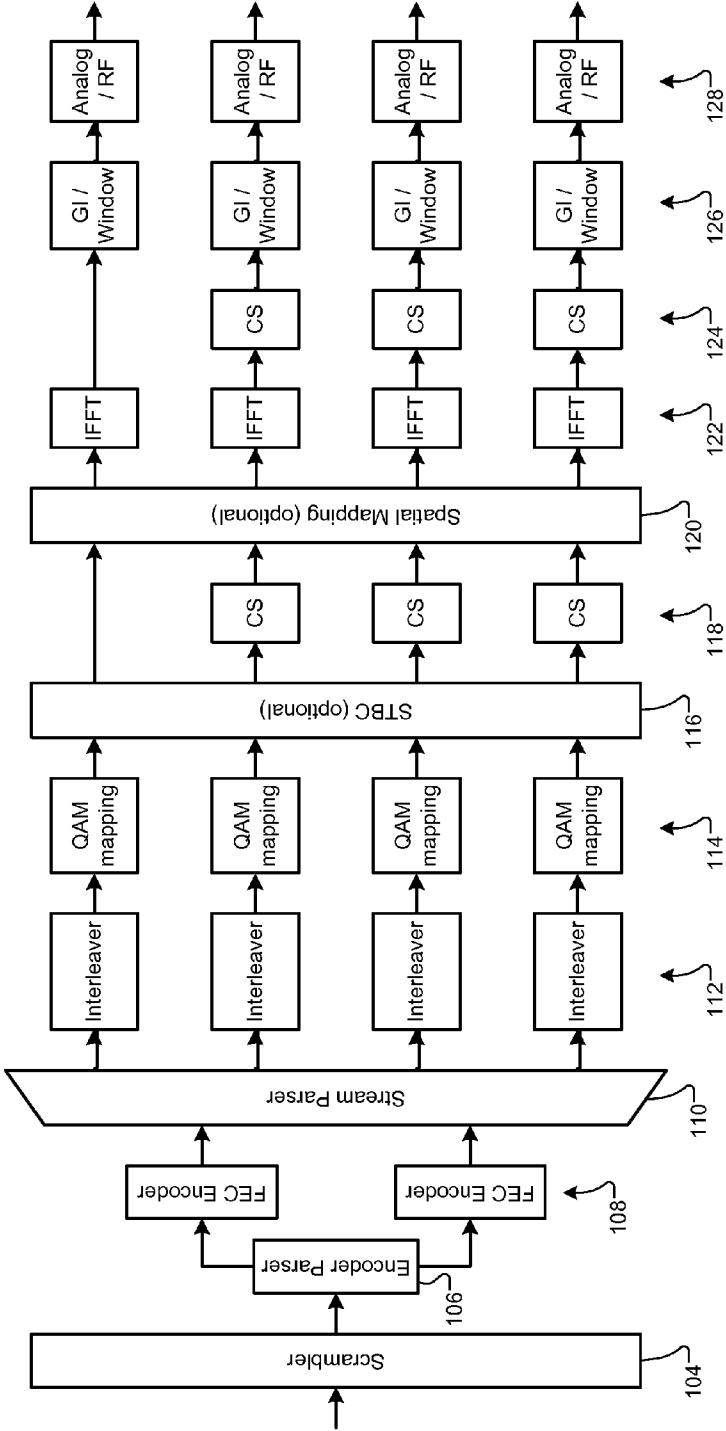 Scrambler
104
Encoder Parser
106
FEC Encoder
FEC Encoder
108
Stream Parser
110
Interleaver
Interleaver
Interleaver
Interleaver
112
QAM
mapping
QAM
mapping
QAM
mapping
QAM
mapping
114
STBC (optional)
116
CS
CS
CS
118
Spatial Mapping (optional)
120
IFFT
IFFT
IFFT
IFFT
122
CS
CS
CS
124
GI /
Window
GI /
Window
GI /
Window
GI /
Window
126
Analog
/ RF
Analog
/ RF
Analog
/ RF
Analog
/ RF
128